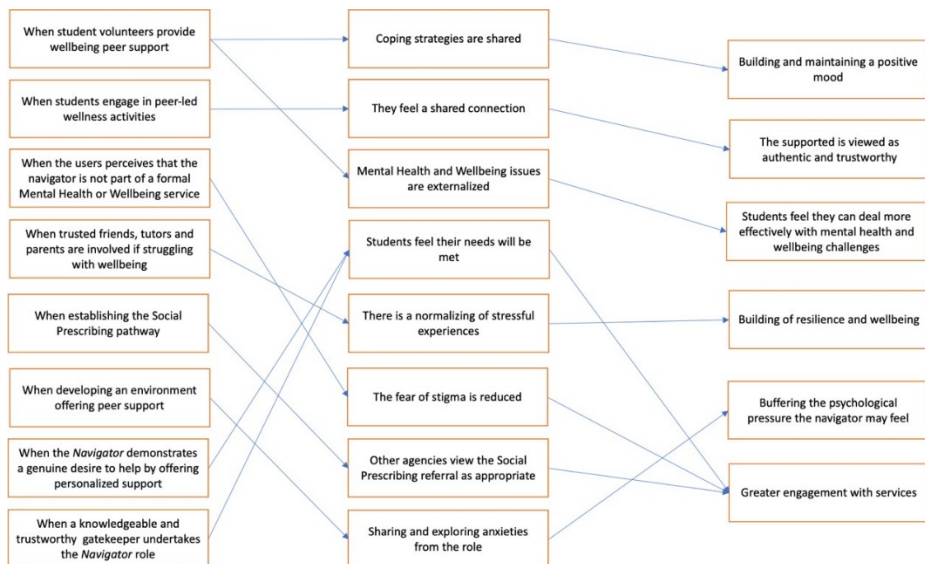 When student volunteers provide
wellbeing peer support
When students engage in peer-led
wellness activities
When the users perceives that the
navigator is not part of a formal
Mental Health or Wellbeing service
When trusted friends, tutors and
parents are involved if struggling
with wellbeing
When establishing the Social
Prescribing pathway
When developing an environment
offering peer support
When the Navigator demonstrates
a genuine desire to help by offering
personalized support
When a knowledgeable and
trustworthy gatekeeper undertakes
the Navigator role
Coping strategies are shared
They feel a shared connection
Mental Health and Wellbeing issues
are externalized
Students feel their needs will be
met
There is a normalizing of stressful
experiences
The fear of stigma is reduced
Other agencies view the Social
Prescribing referral as appropriate
Sharing and exploring anxieties
from the role
Building and maintaining a positive
mood
The supported is viewed as
authentic and trustworthy
Students feel they can deal more
effectively with mental health and
wellbeing challenges
Building of resilience and wellbeing
Buffering the psychological
pressure the navigator may feel
Greater engagement with services